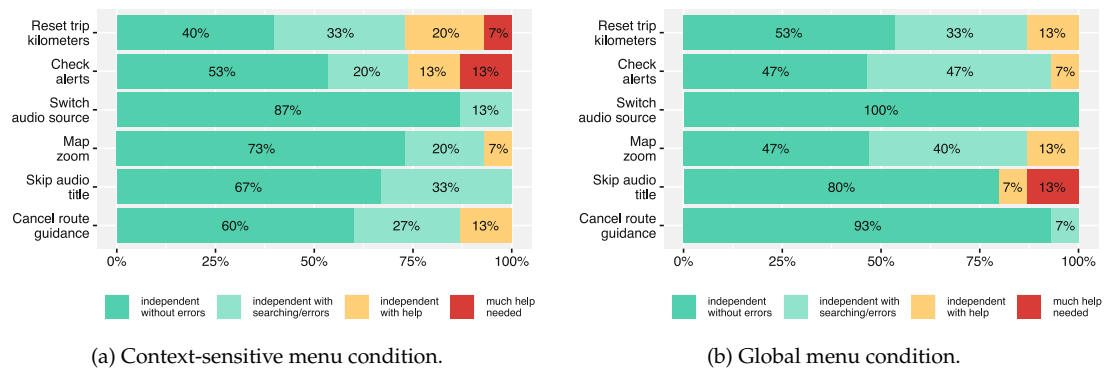 Reset trip
kilometers
40%
33%
20%
7%
Check
alerts
53%
20%
13%
13%
Switch
audio source
87%
13%
Map
zoom
73%
20%
7%
Skip audio
title
67%
33%
Cancel route
guidance
60%
27%
13%
0%
25%
50%
75%
100%
independent
without errors
independent with
searching/errors
independent
with help
much help
needed
(a) Context-sensitive menu condition.
Reset trip
kilometers
53%
33%
13%
Check
alerts
47%
47%
7%
Switch
audio source
100%
Map
zoom
47%
40%
13%
Skip audio
title
80%
7%
13%
Cancel route
guidance
93%
7%
0%
25%
50%
75%
100%
independent
without errors
independent with
searching/errors
independent
with help
much help
needed
(b) Global menu condition.